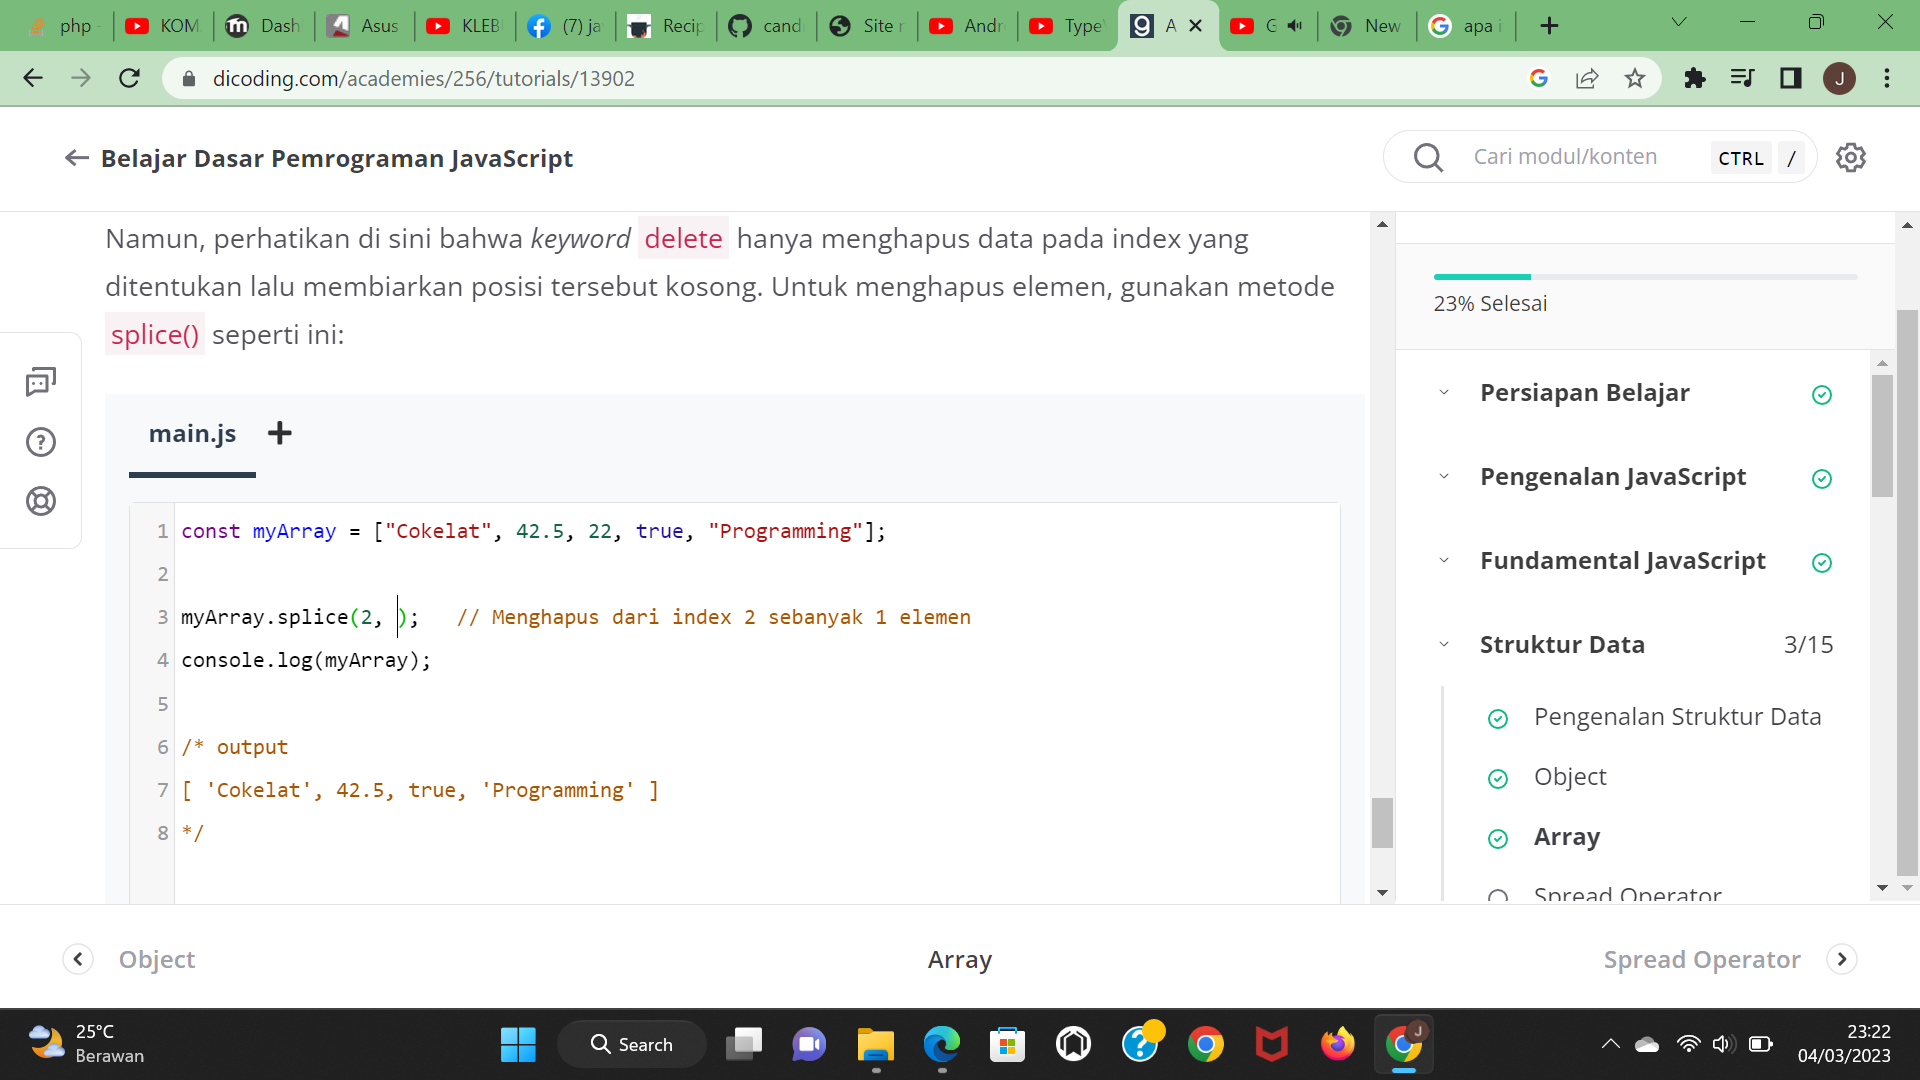 php
KOM
Dash
Asus
KLEB
(7) ja
Recip
cand
Site r
Andr
Type
A
G
New
apa i
dicoding.com/academies/256/tutorials/13902
J
Belajar Dasar Pemrograman JavaScript
Cari modul/konten
CTRL /
Namun, perhatikan di sini bahwa keyword delete hanya menghapus data pada index yang
ditentukan lalu membiarkan posisi tersebut kosong. Untuk menghapus elemen, gunakan metode
splice() seperti ini:
main.js
1 const myArray = ["Cokelat", 42.5, 22, true, "Programming"];
2
3 myArray.splice(2, ); // Menghapus dari index 2 sebanyak 1 elemen
4 console.log(myArray);
5
6 /* output
7 [ 'Cokelat', 42.5, true, 'Programming' ]
8 */
23% Selesai
Persiapan Belajar
Pengenalan JavaScript
Fundamental JavaScript
Struktur Data 3/15
Pengenalan Struktur Data
Object
Array
Spread Operator
Object
Array
Spread Operator
25°C
Berawan
Search
J
23:22
04/03/2023